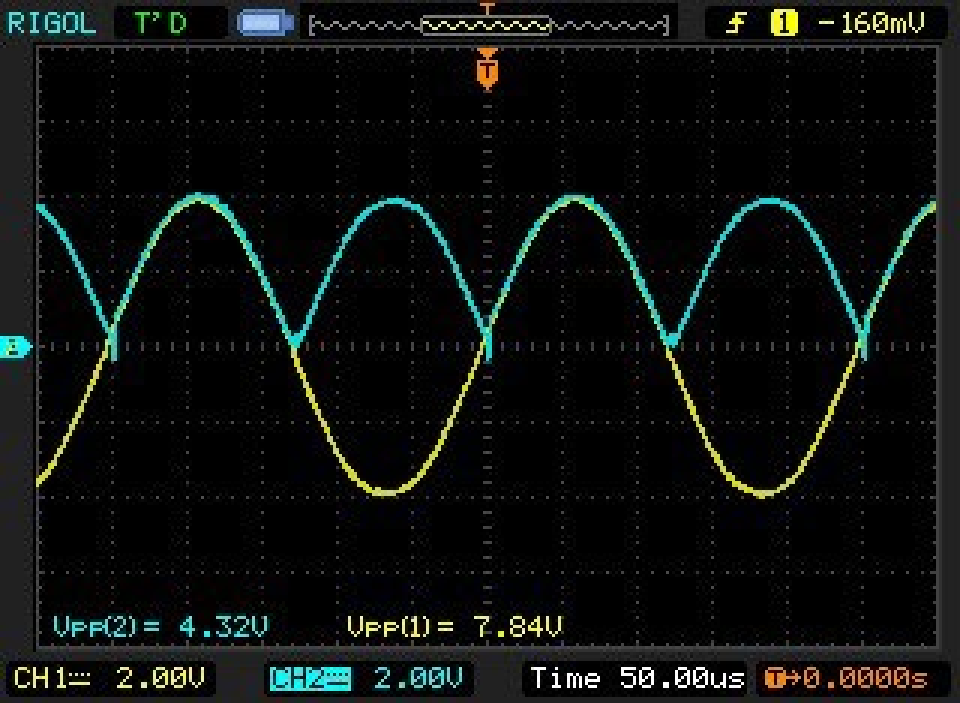 RIGOL T'D T 1 -160mV
T
2
Vpp(2)= 4.32V Vpp(1)= 7.84V
CH1 2.00V CH2 2.00V Time 50.00us T→0.0000s